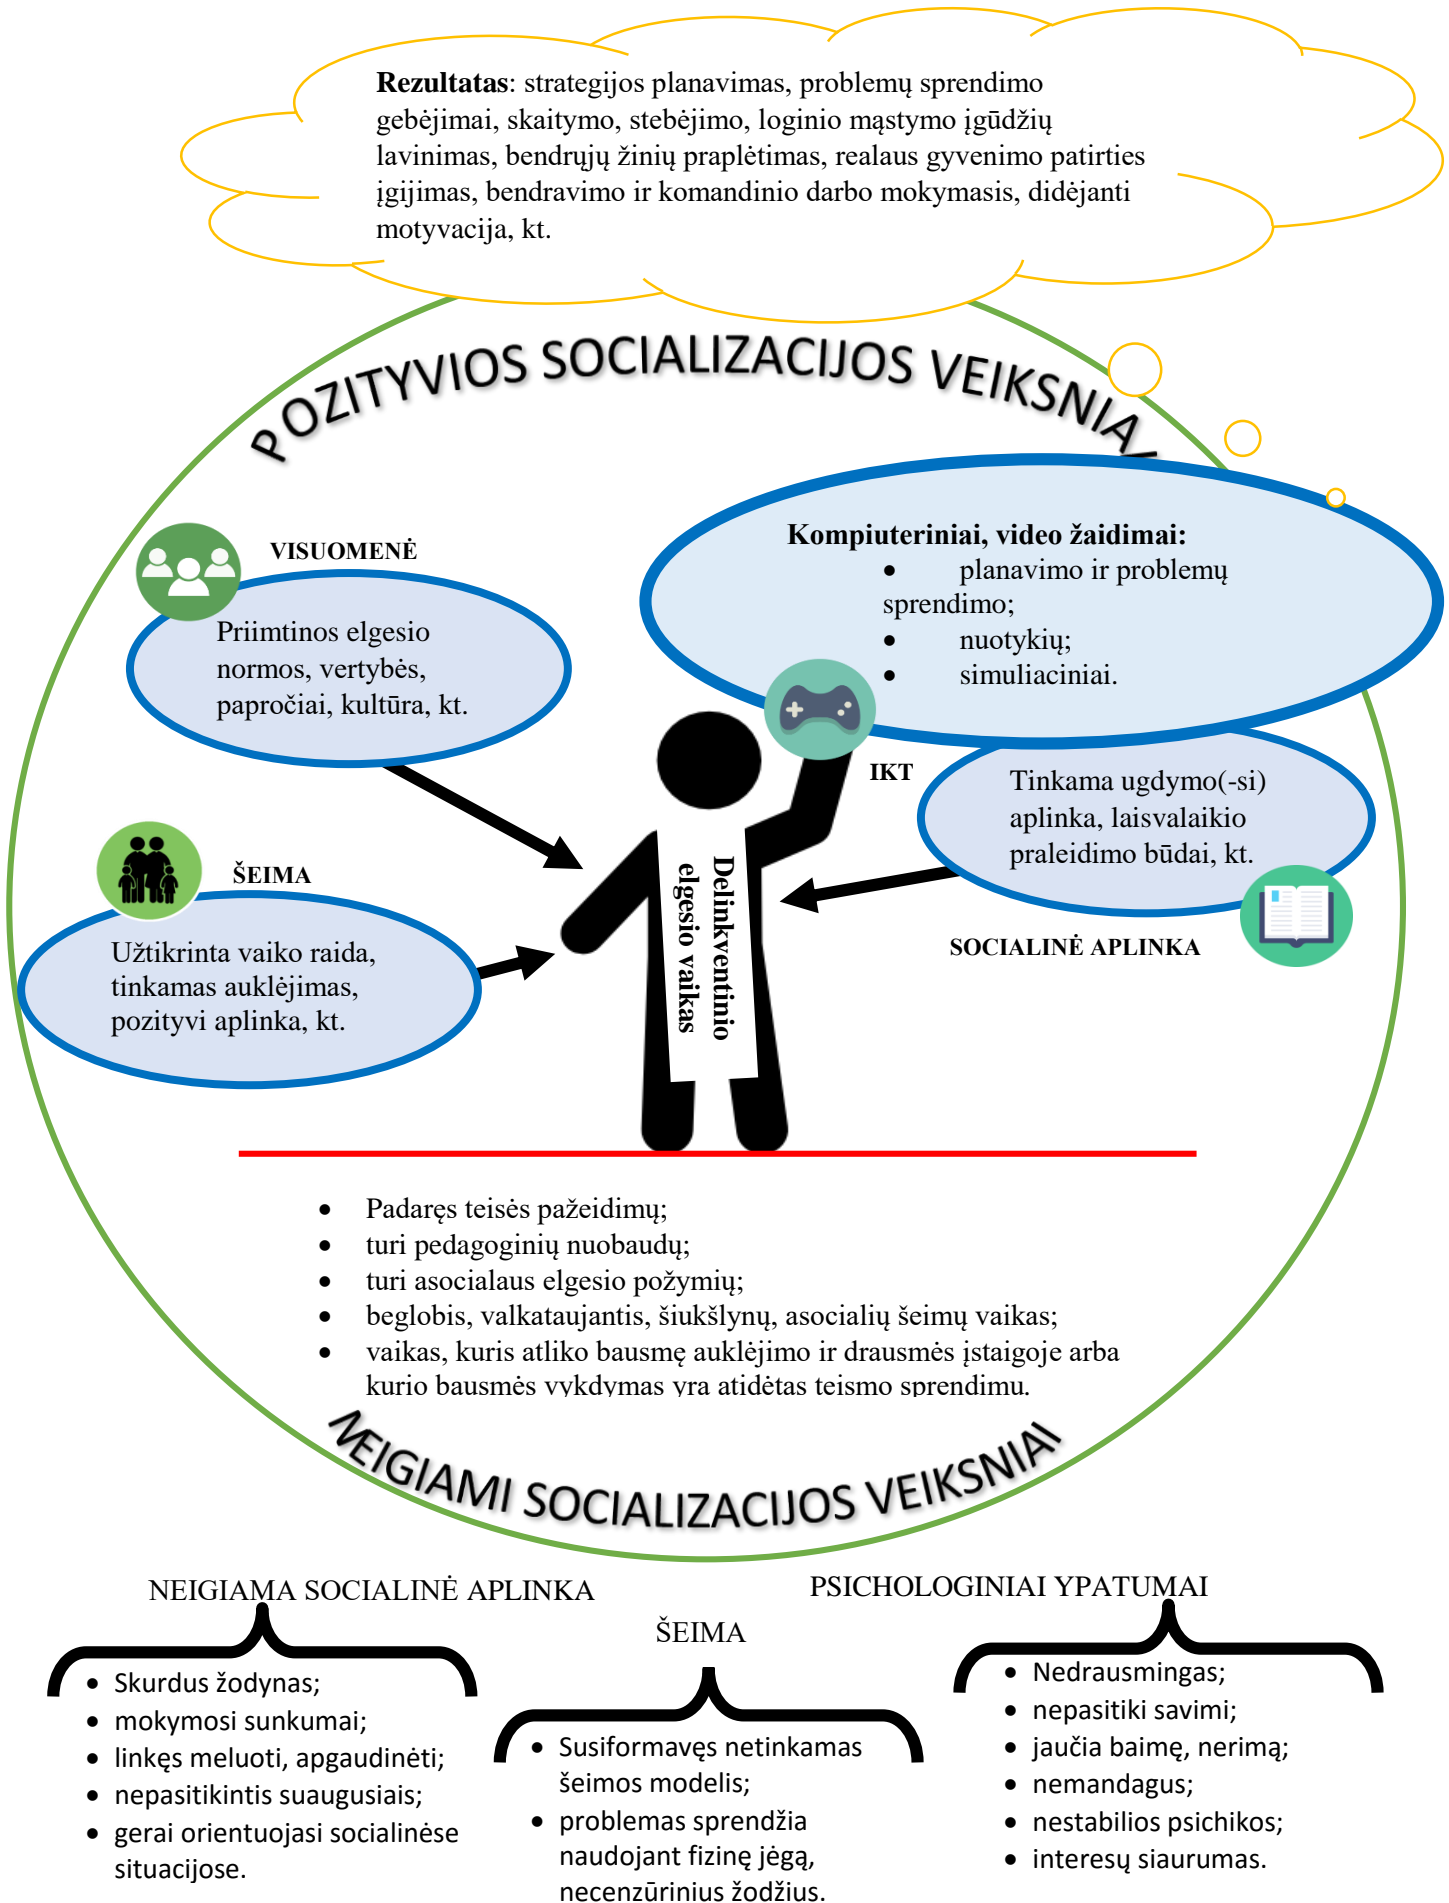 Rezultatas: strategijos planavimas, problemų sprendimo
gebėjimai, skaitymo, stebėjimo, loginio mąstymo įgūdžių
lavinimas, bendrųjų žinių praplėtimas, realaus gyvenimo patirties
įgijimas, bendravimo ir komandinio darbo mokymasis, didėjanti
motyvacija, kt.
POZITYVIOS SOCIALIZACIJOS VEIKSNIAI
VISUOMENĖ
Priimtinos elgesio
normos, vertybės,
papročiai, kultūra, kt.
Kompiuteriniai, video žaidimai:
• planavimo ir problemų
sprendimo;
• nuotykių;
• simuliaciniai.
IKT
Tinkama ugdymo(-si)
aplinka, laisvalaikio
praleidimo būdai, kt.
SOCIALINĖ APLINKA
ŠEIMA
Užtikrinta vaiko raida,
tinkamas auklėjimas,
pozityvi aplinka, kt.
Delinkventinio
elgesio vaikas
• Padaręs teisės pažeidimų;
• turi pedagoginių nuobaudų;
• turi asocialaus elgesio požymių;
• beglobis, valkataujantis, šiukšlynų, asocialių šeimų vaikas;
• vaikas, kuris atliko bausmę auklėjimo ir drausmės įstaigoje arba
kurio bausmės vykdymas yra atidėtas teismo sprendimu.
NEIGIAMI SOCIALIZACIJOS VEIKSNIAI
NEIGIAMA SOCIALINĖ APLINKA
• Skurdus žodynas;
• mokymosi sunkumai;
• linkęs meluoti, apgaudinėti;
• nepasitikintis suaugusiais;
• gerai orientuojasi socialinėse
situacijose.
ŠEIMA
• Susiformavęs netinkamas
šeimos modelis;
• problemas sprendžia
naudojant fizinę jėgą,
necenzūrinius žodžius.
PSICHOLOGINIAI YPATUMAI
• Nedrausmingas;
• nepasitiki savimi;
• jaučia baimę, nerimą;
• nemandagus;
• nestabilios psichikos;
• interesų siaurumas.